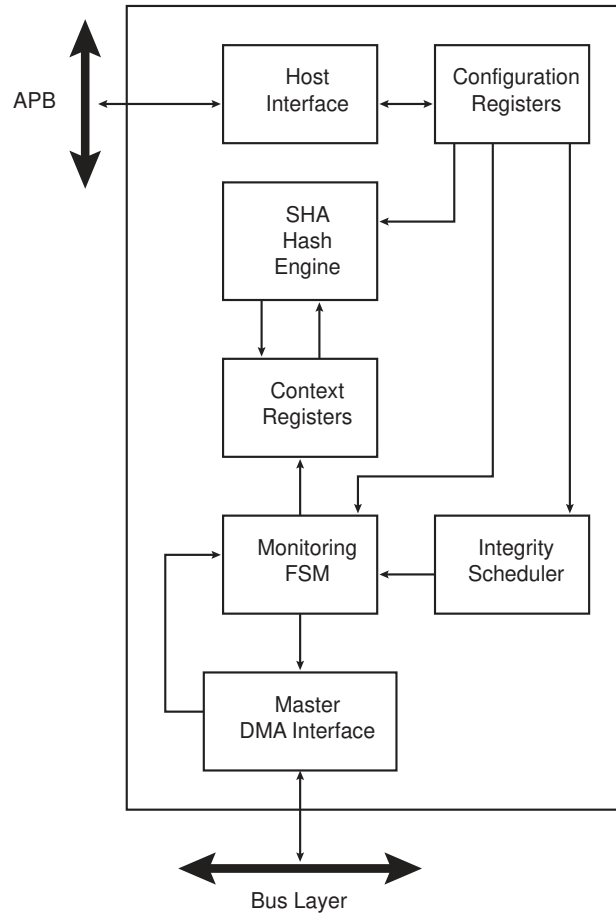 APB
Host
Interface
Configuration
Registers
SHA
Hash
Engine
Context
Registers
Monitoring
FSM
Integrity
Scheduler
Master
DMA Interface
Bus Layer